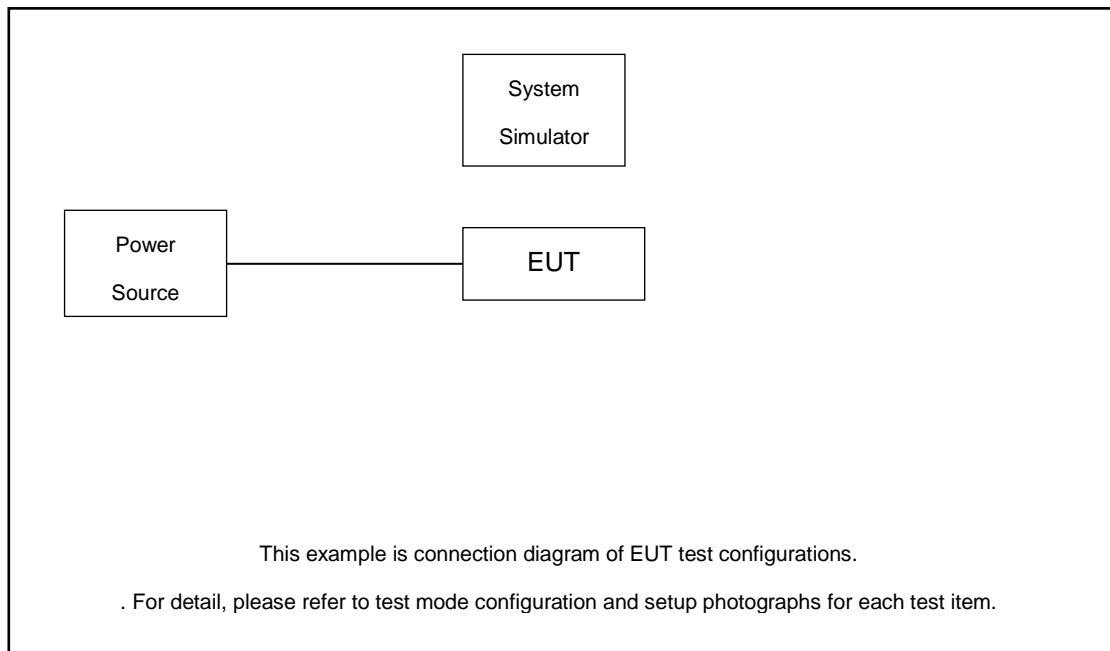 System
Simulator
Power
Source
EUT
This example is connection diagram of EUT test configurations.
. For detail, please refer to test mode configuration and setup photographs for each test item.